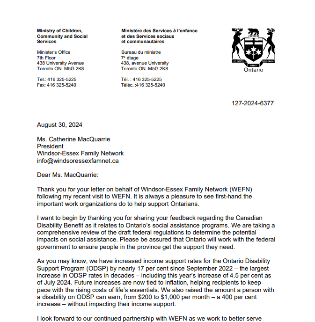 Ministry of Children,
Community and Social
Services
Minister's Office
7th Floor
438 University Avenue
Toronto ON M5G 2K8
Tel.: 416 325-5225
Fax: 416 325-5240
Ministère des Services à l'enfance
et des Services sociaux
et communautaires
Bureau du ministre
7e étage
438, avenue University
Toronto ON M5G 2K8
Tél. : 416 325-5225
Téléc. : 416 325-5240
Ontario
127-2024-6377
August 30, 2024
Ms. Catherine MacQuarrie
President
Windsor-Essex Family Network
info@windsoressexfamnet.ca
Dear Ms. MacQuarrie:
Thank you for your letter on behalf of Windsor-Essex Family Network (WEFN)
following my recent visit to WEFN. It is always a pleasure to see first-hand the
important work organizations do to help support Ontarians.
I want to begin by thanking you for sharing your feedback regarding the Canadian
Disability Benefit as it relates to Ontario's social assistance programs. We are taking a
comprehensive review of the draft federal regulations to determine the potential
impacts on social assistance. Please be assured that Ontario will work with the federal
government to ensure people in the province get the support they need.
As you may know, we have increased income support rates for the Ontario Disability
Support Program (ODSP) by nearly 17 per cent since September 2022 – the largest
increase in ODSP rates in decades – including this year's increase of 4.5 per cent as
of July 2024. Future increases are now tied to inflation, helping recipients to keep
pace with the rising costs of life's essentials. We also raised the amount a person with
a disability on ODSP can earn, from $200 to $1,000 per month – a 400 per cent
increase – without impacting their income support.
I look forward to our continued partnership with WEFN as we work to better serve